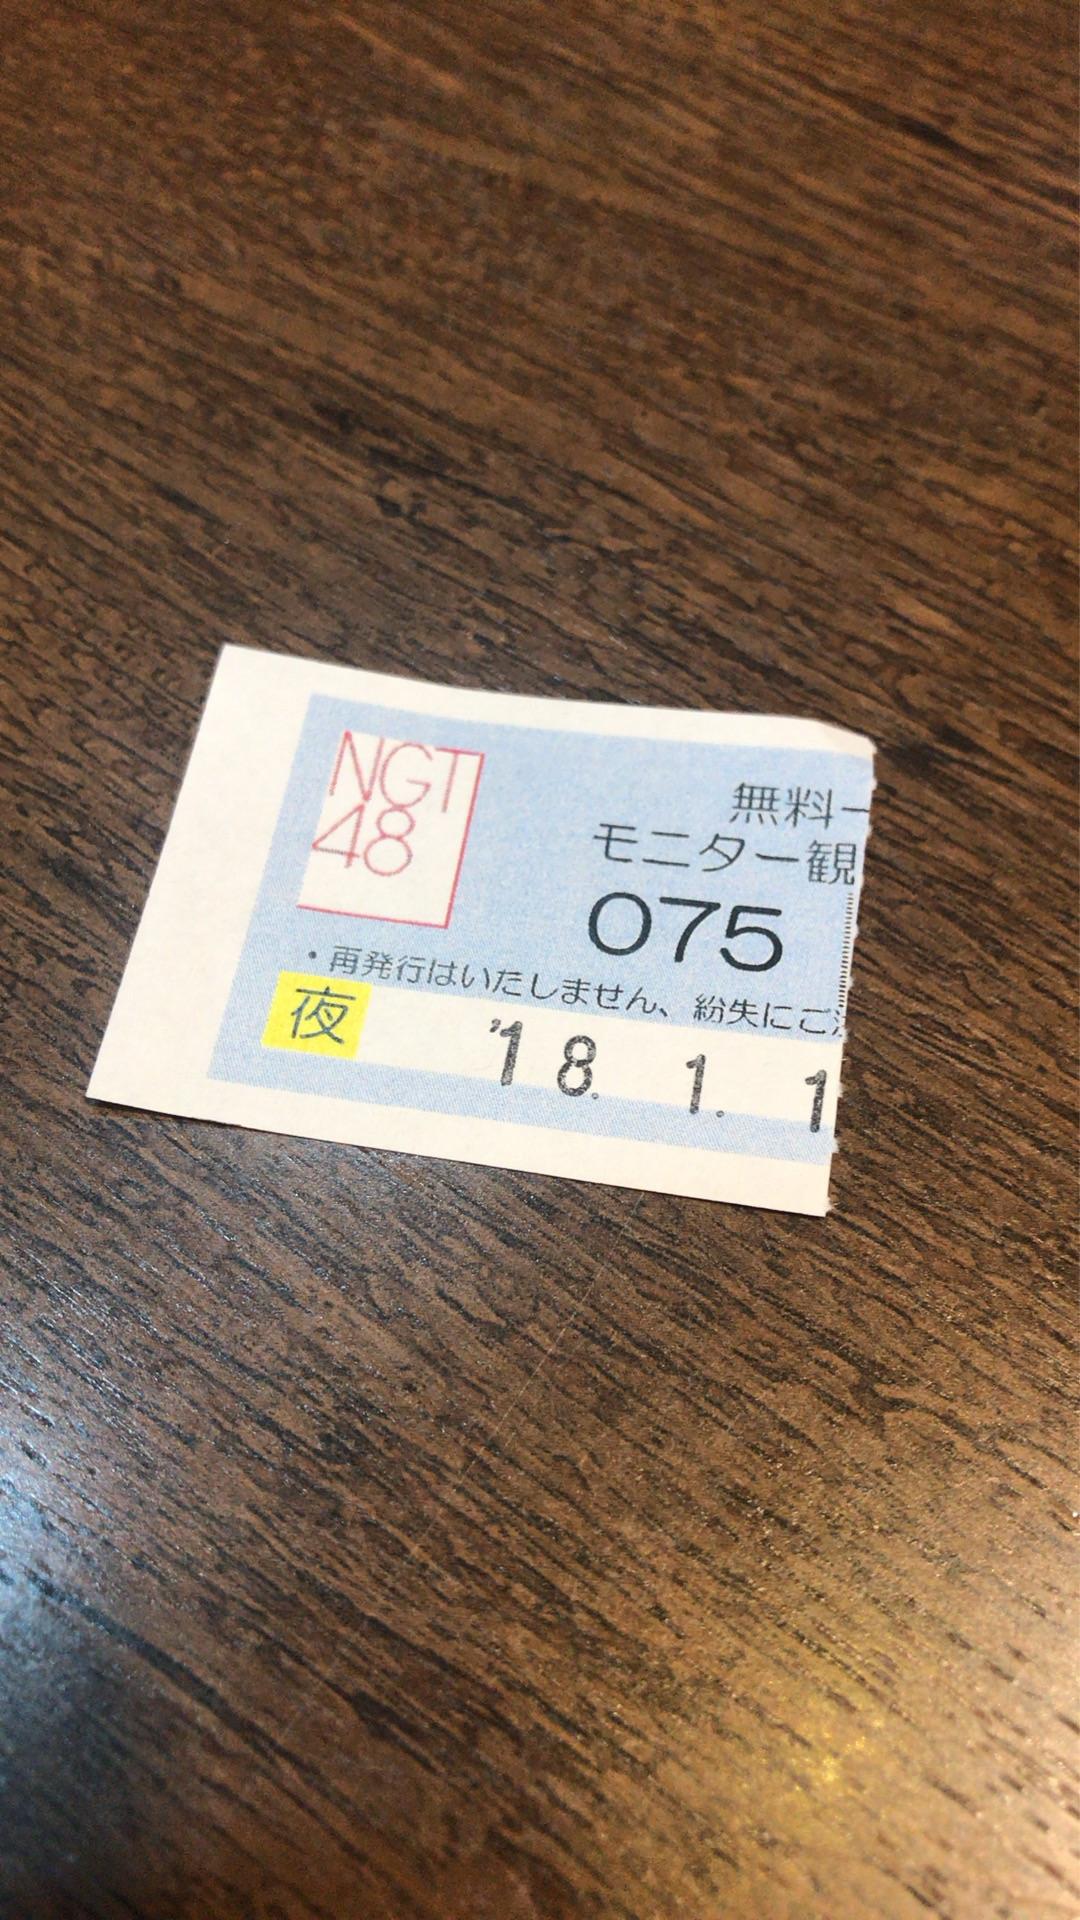 NGT
48
無料
モニター観
075
・再発行はいたしません、紛失にご
夜
'18. 1. 1